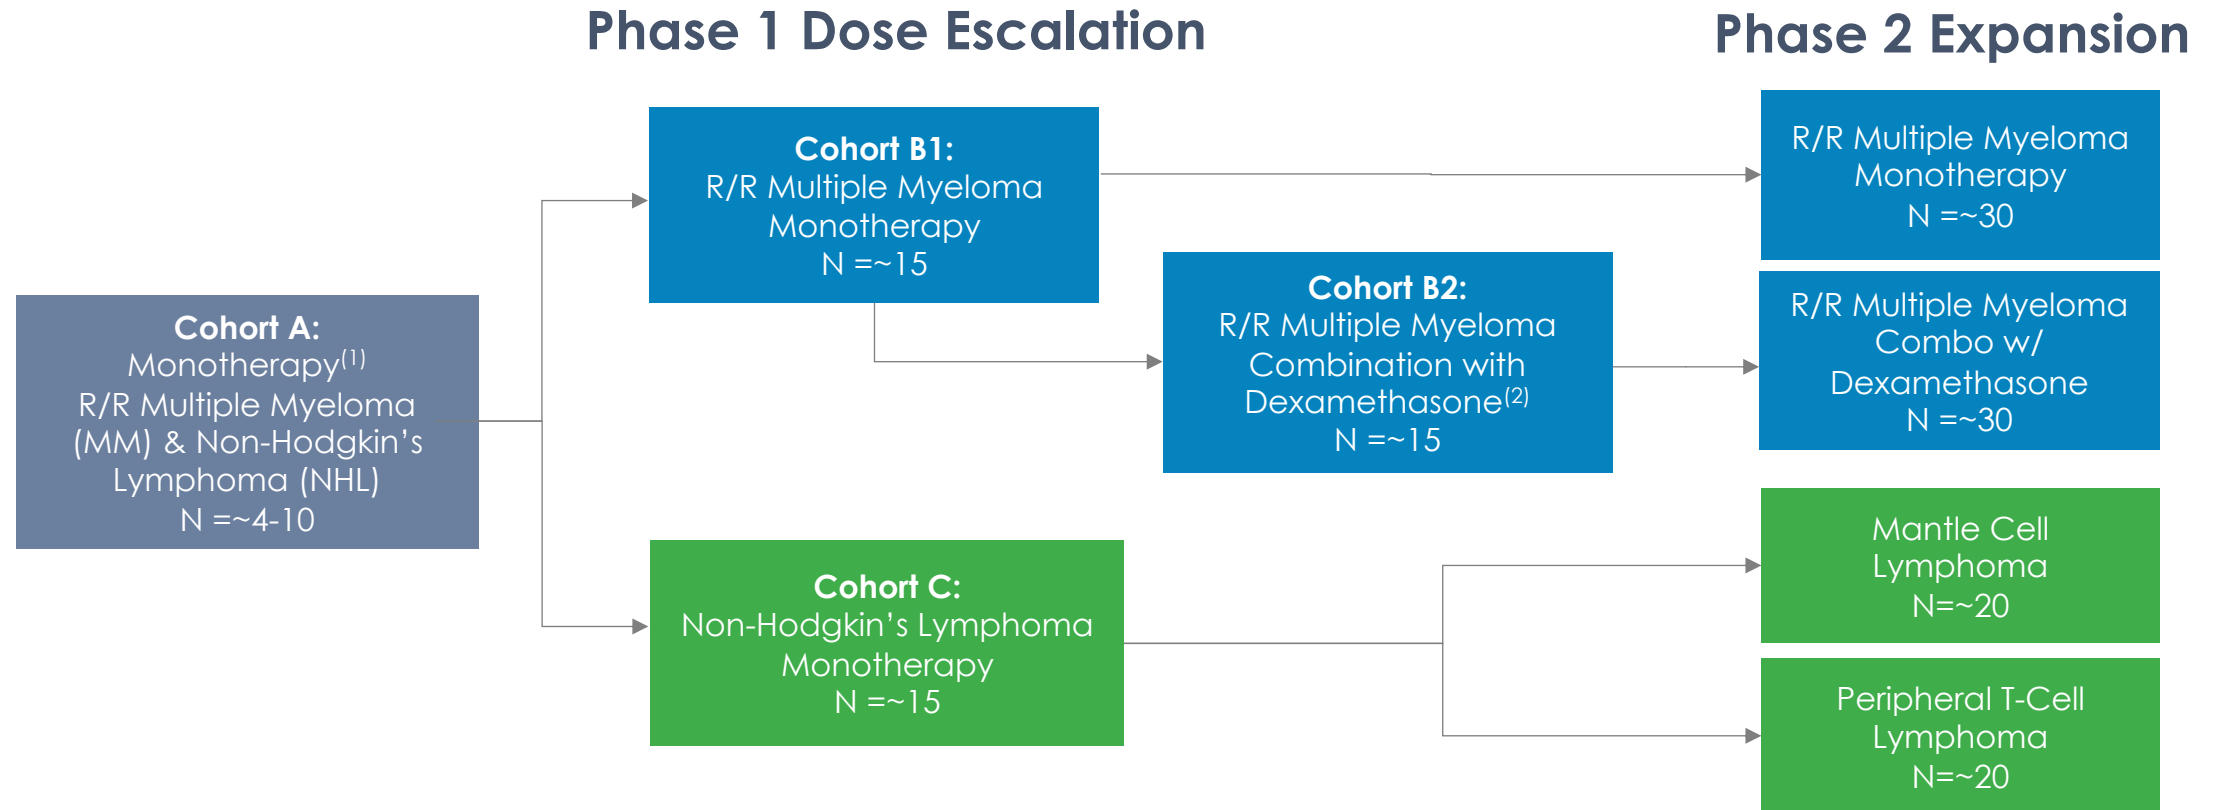 Phase 1 Dose Escalation
Phase 2 Expansion
Cohort A:
Monotherapy(1)
R/R Multiple Myeloma
(MM) & Non-Hodgkin's
Lymphoma (NHL)
N =~4-10
Cohort B1:
R/R Multiple Myeloma
Monotherapy
N =~15
Cohort B2:
R/R Multiple Myeloma
Combination with
Dexamethasone(2)
N =~15
Cohort C:
Non-Hodgkin's Lymphoma
Monotherapy
N =~15
R/R Multiple Myeloma
Monotherapy
N =~30
R/R Multiple Myeloma
Combo w/
Dexamethasone
N =~30
Mantle Cell
Lymphoma
N=~20
Peripheral T-Cell
Lymphoma
N=~20